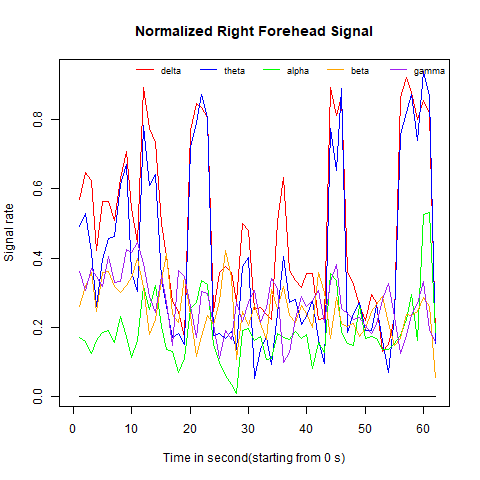 Normalized Right Forehead Signal
delta theta alpha beta gamma
Signal rate
0.0 0.2 0.4 0.6 0.8
0 10 20 30 40 50 60
Time in second(starting from 0 s)